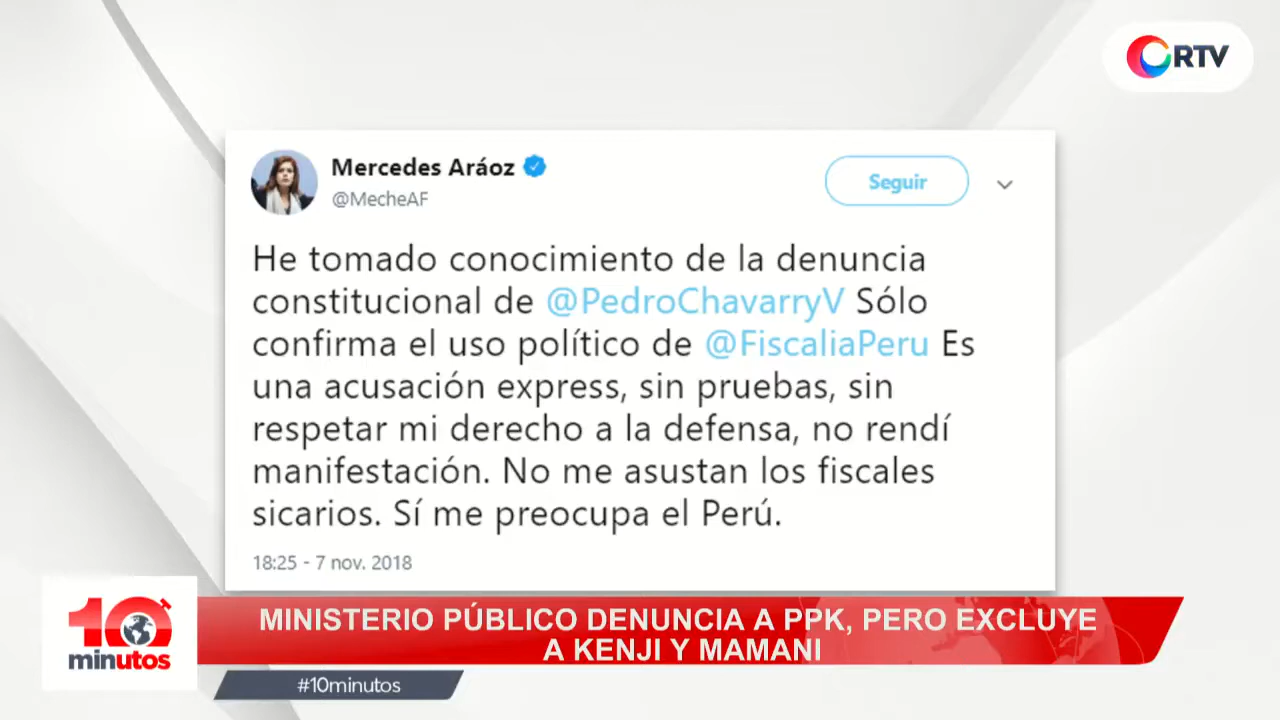 RTV
Mercedes Aráoz
@MecheAF
Seguir
He tomado conocimiento de la denuncia
constitucional de @PedroChavarryV Sólo
confirma el uso político de @FiscaliaPeru Es
una acusación express, sin pruebas, sin
respetar mi derecho a la defensa, no rendí
manifestación. No me asustan los fiscales
sicarios. Sí me preocupa el Perú.
18:25 - 7 nov. 2018
10
minutos
MINISTERIO PÚBLICO DENUNCIA A PPK, PERO EXCLUYE
A KENJI Y MAMANI
#10minutos